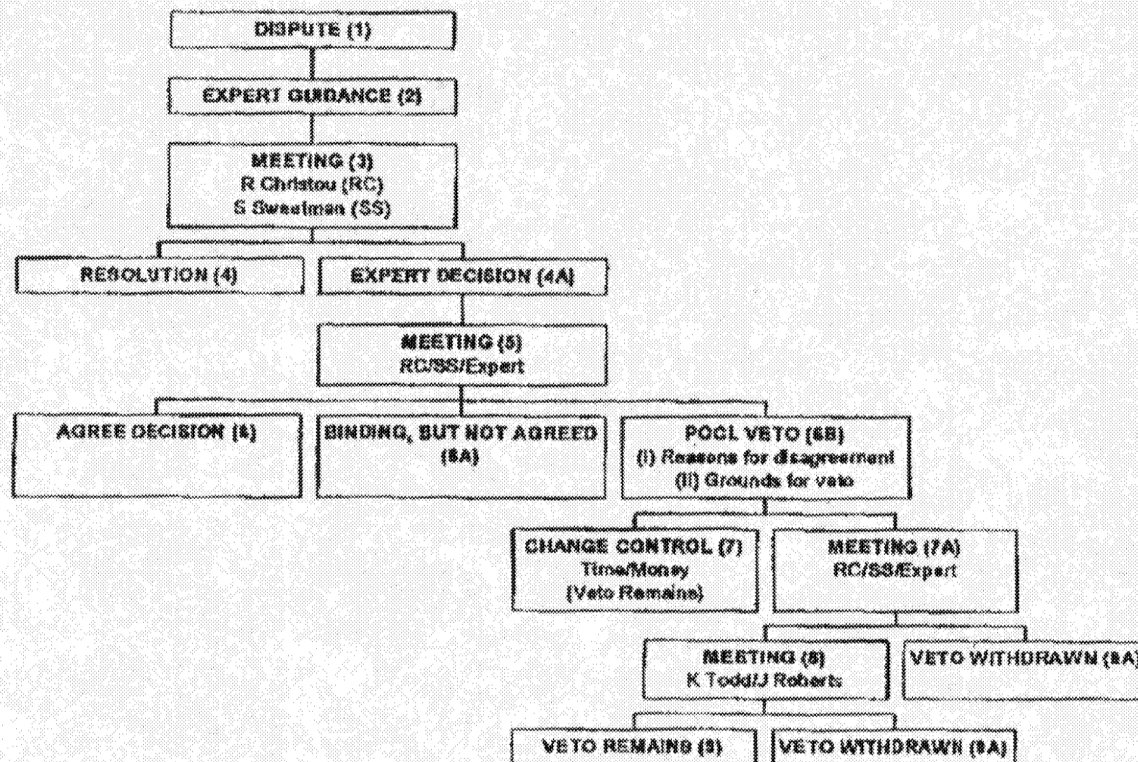 DISPUTE (1)
EXPERT GUIDANCE (2)
MEETING (3)
R Christou (RC)
S Sweetman (SS)
RESOLUTION (4)
EXPERT DECISION (4A)
MEETING (5)
RC/SS/Expert
AGREE DECISION (6)
BINDING, BUT NOT AGREED
(6A)
POCL VETO (6B)
(I) Reasons for disagreement
(II) Grounds for veto
CHANGE CONTROL (7)
Time/Money
(Veto Remains)
MEETING (7A)
RC/SS/Expert
MEETING (8)
K Todd/J Roberts
VETO WITHDRAWN (8A)
VETO REMAINS (9)
VETO WITHDRAWN (9A)